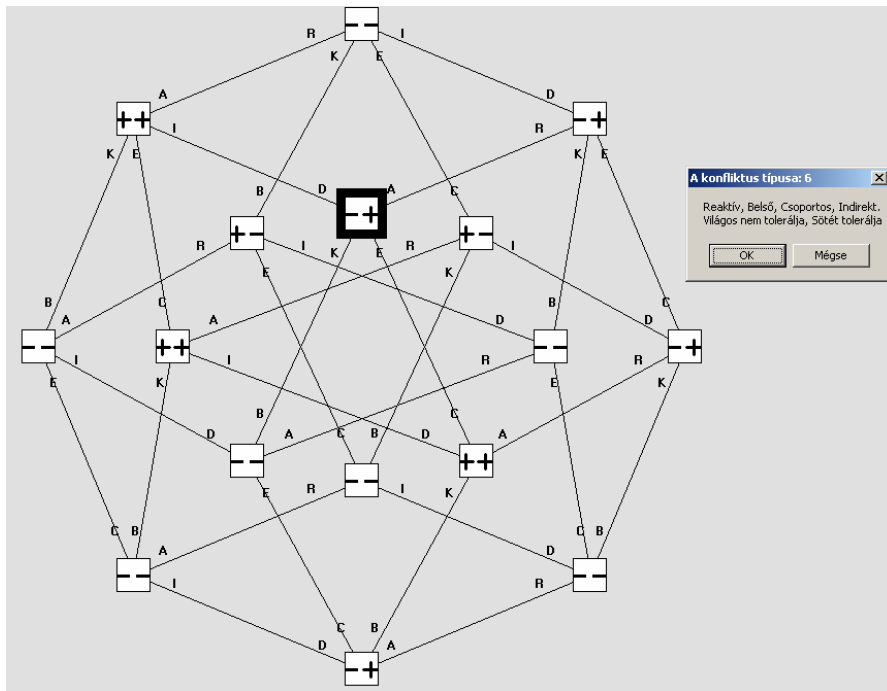 − −
R I
K E
A D
+ + − +
I R
K E K E
B D A C
− +
+ − + −
R I R I
K E
E K
B C B C
A A D D
− − + + − − − +
I I R R
E K E K
B C
D A C B D A
− − + +
− −
R I
E K
C B C B
A D
− − − −
I R
C B
D A
− +
A konfliktus típusa: 6
Reaktív, Belső, Csoportos, Indirekt.
Világos nem tolerálja, Sötét tolerálja
OK Mégse